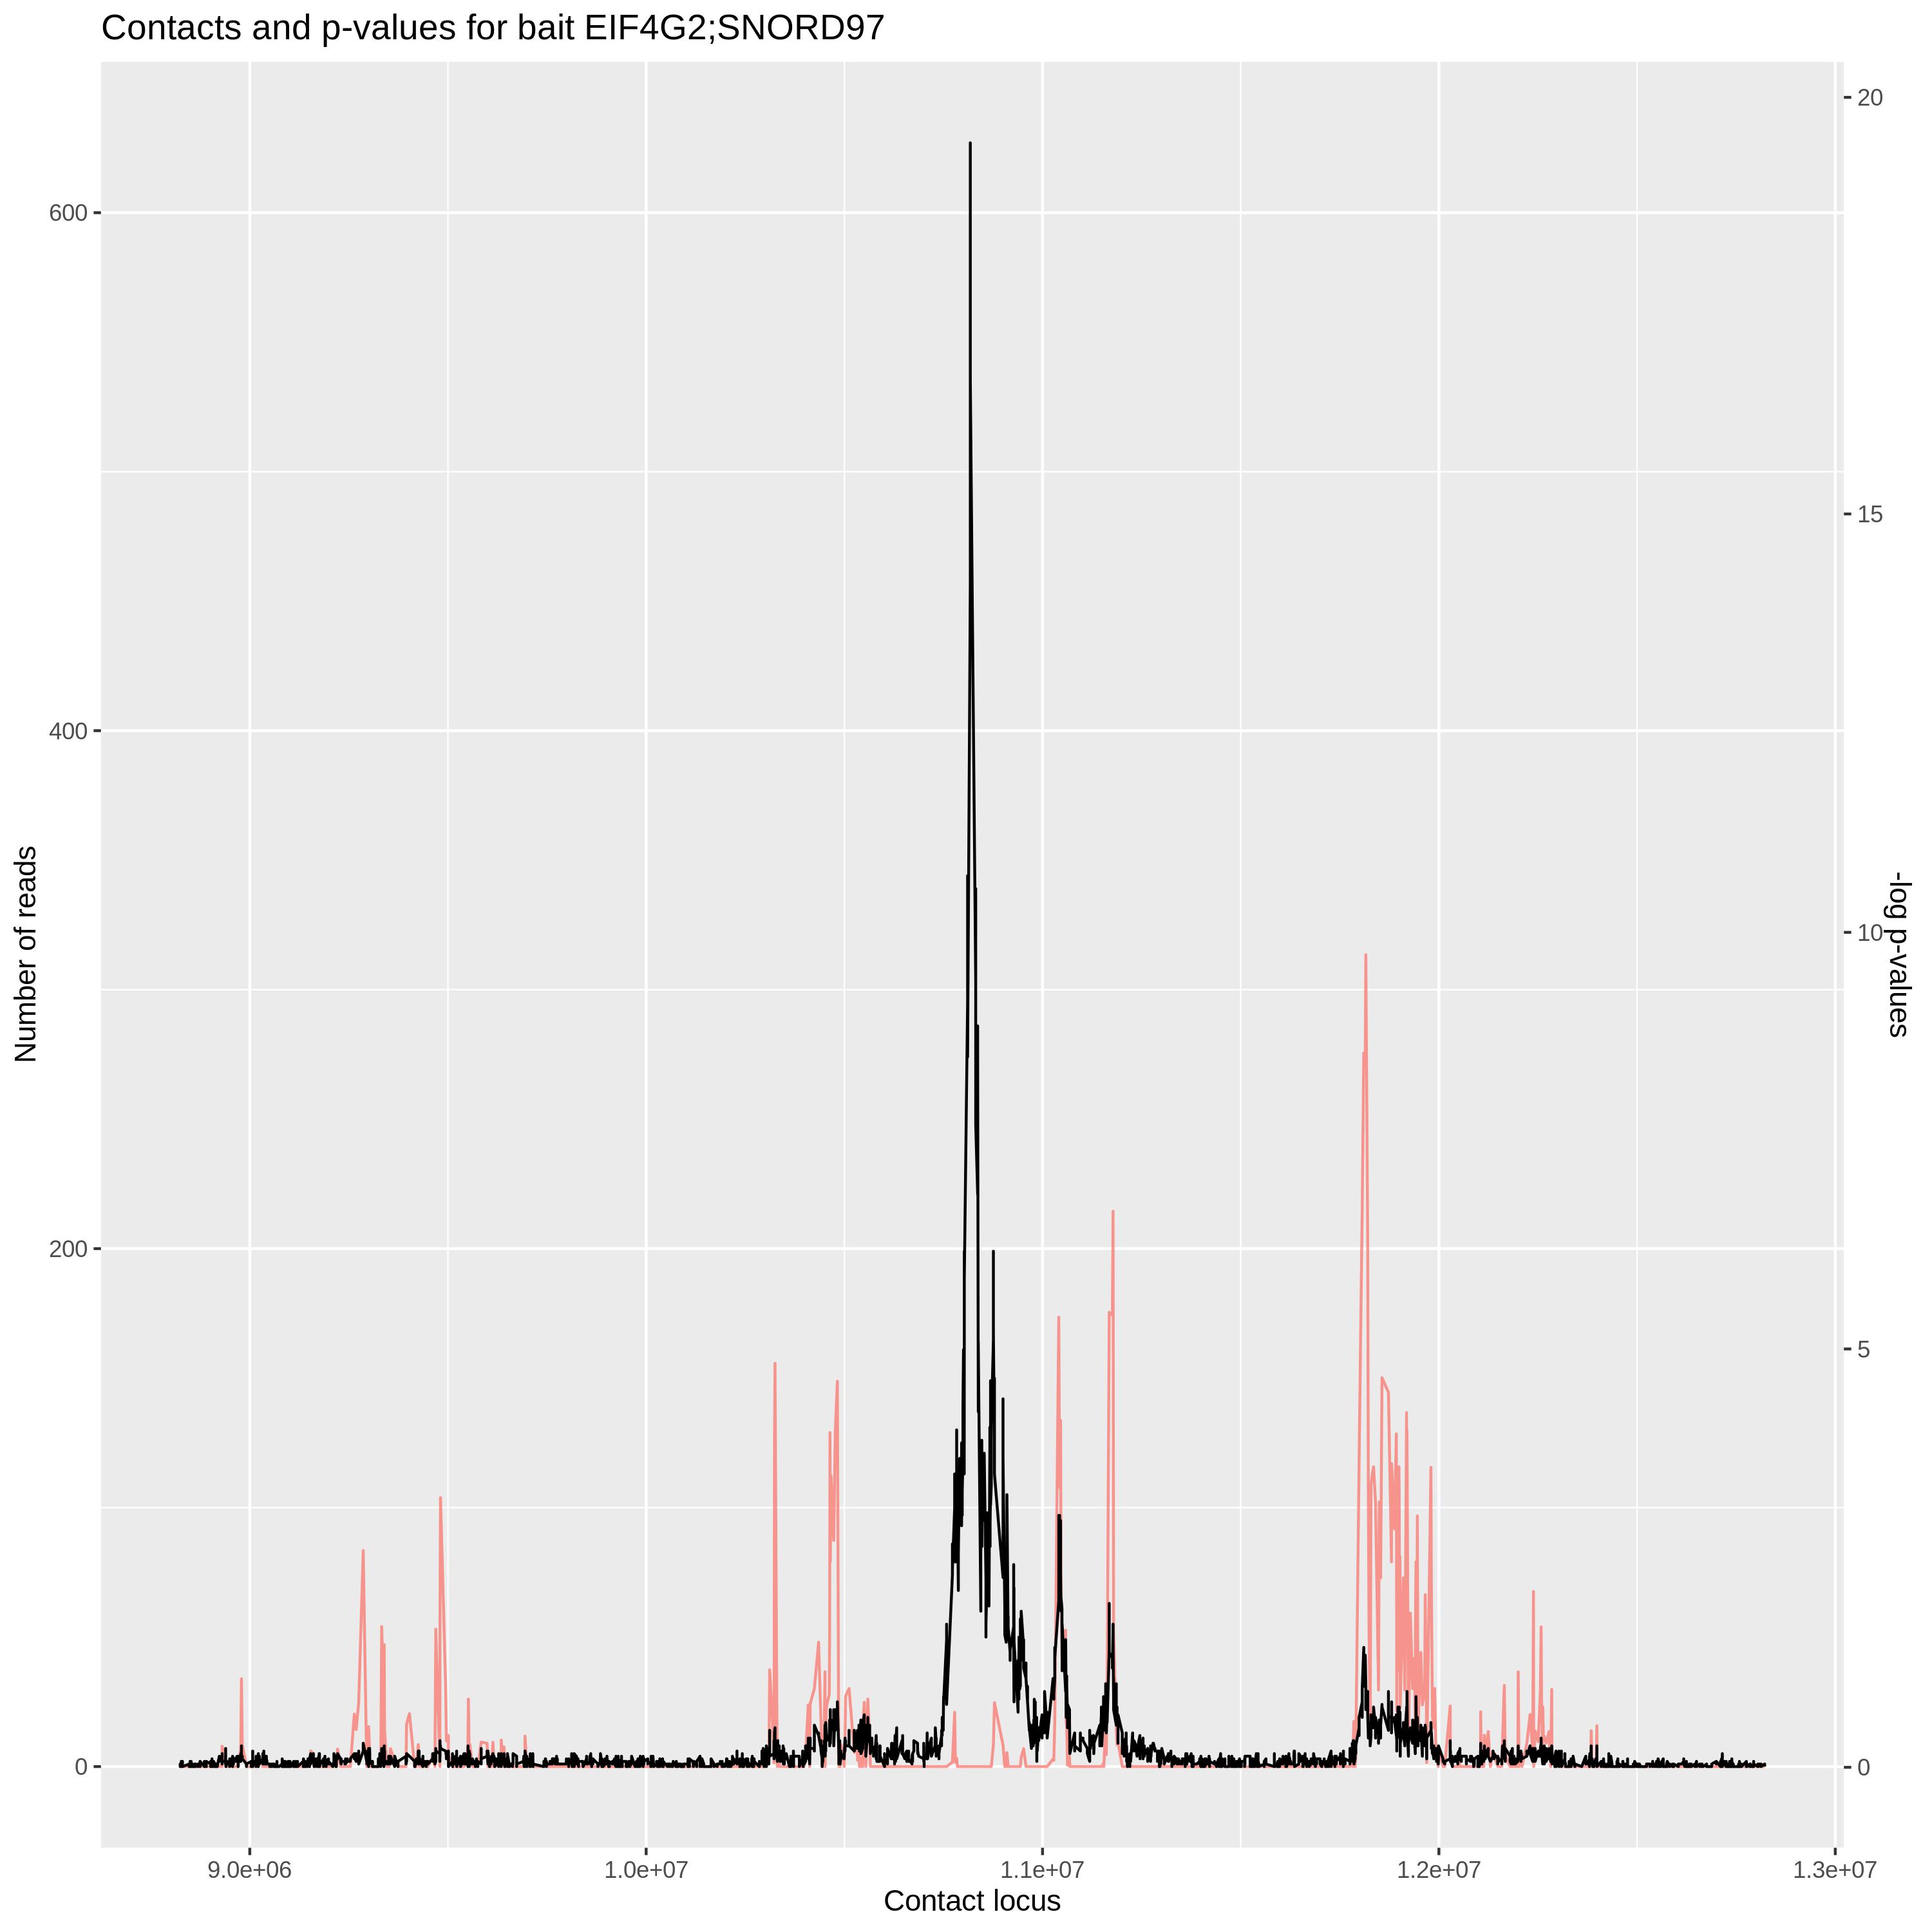 Contacts and p-values for bait EIF4G2;SNORD97
20
600
15
400
10
Number of reads
-log p-values
200
5
0
0
9.0e+06
1.0e+07
1.1e+07
1.2e+07
1.3e+07
Contact locus